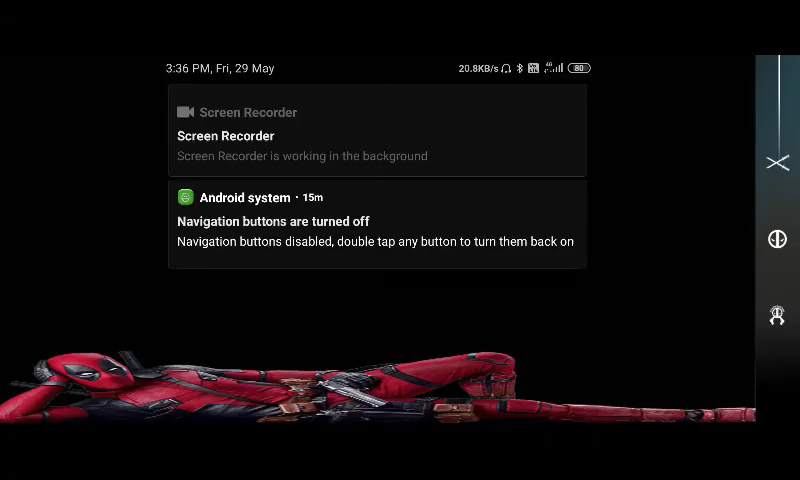 3:36 PM, Fri, 29 May 20.8KB/s 4G 80
Screen Recorder
Screen Recorder
Screen Recorder is working in the background
Android system · 15m
Navigation buttons are turned off
Navigation buttons disabled, double tap any button to turn them back on